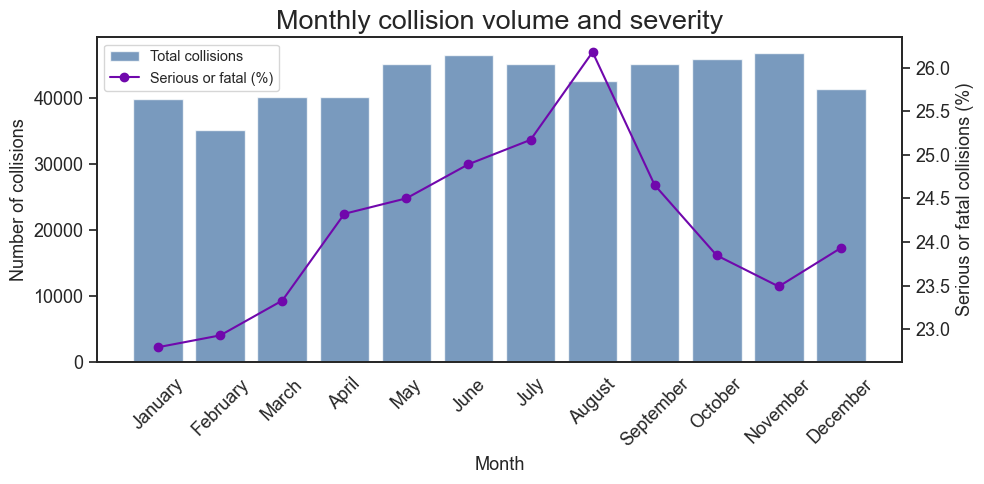 Monthly collision volume and severity
Total collisions
Serious or fatal (%)
Number of collisions
40000
30000
20000
10000
0
Serious or fatal collisions (%)
26.0
25.5
25.0
24.5
24.0
23.5
23.0
January
February
March
April
May
June
July
August
September
October
November
December
Month